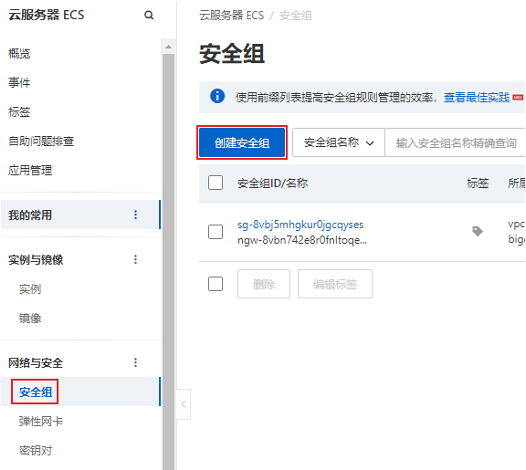 云服务器 ECS
概览
事件
标签
自助问题排查
应用管理
我的常用
实例与镜像
实例
镜像
网络与安全
安全组
弹性网卡
密钥对
云服务器 ECS / 安全组
安全组
使用前缀列表提高安全组规则管理的效率，查看最佳实践
创建安全组 安全组名称 输入安全组名称精确查询
安全组ID/名称 标签 所属
sg-8vbj5mhgkur0jgcqyses vpc
ngw-8vbn742e8r0fnltoqe...
删除 编辑标签